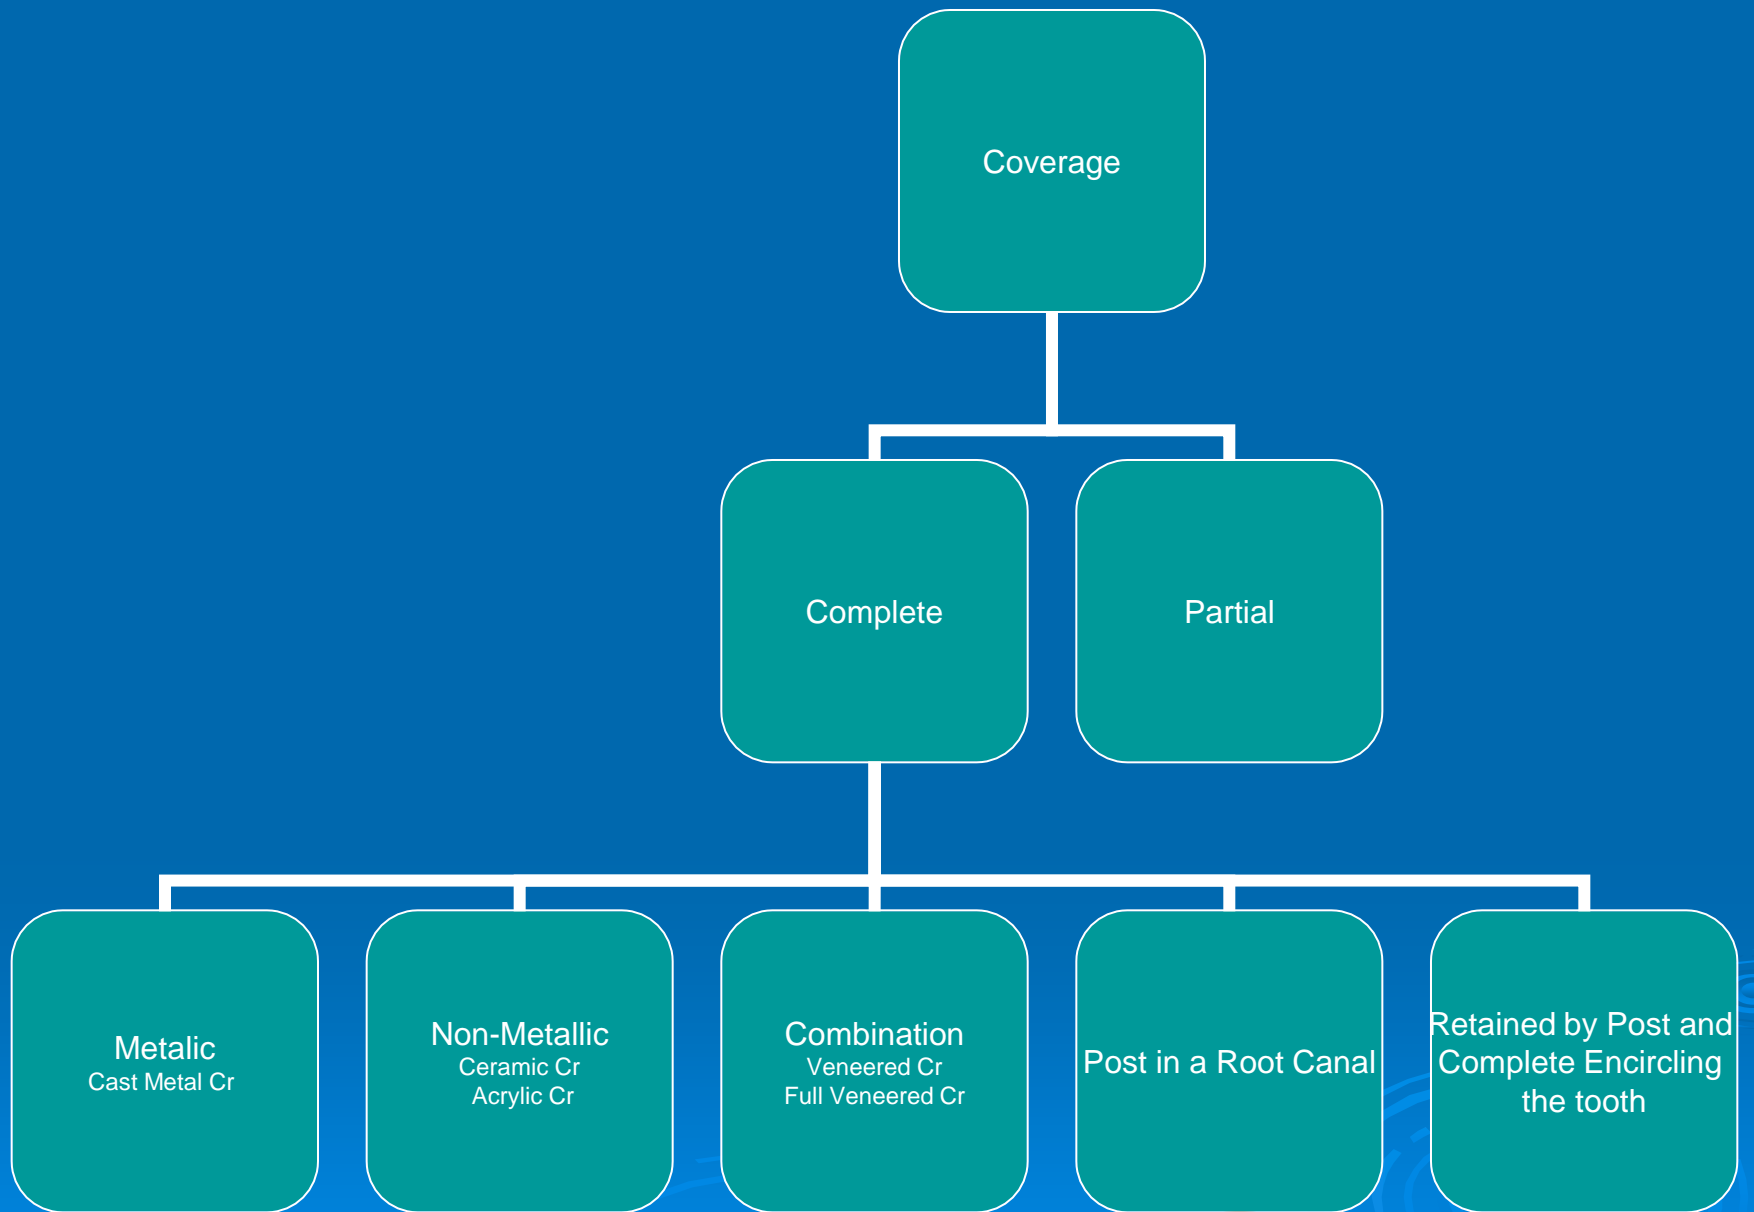 Coverage
Complete
Partial
Metalic
Cast Metal Cr
Non-Metallic
Ceramic Cr
Acrylic Cr
Combination
Veneered Cr
Full Veneered Cr
Post in a Root Canal
Retained by Post and
Complete Encircling
the tooth